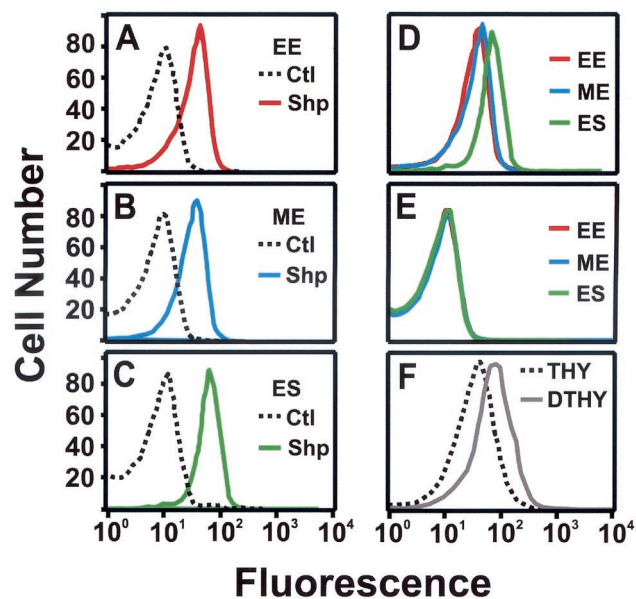 A
EE
Ctl
Shp
80
60
40
20
B
ME
Ctl
Shp
80
60
40
20
C
ES
Ctl
Shp
80
60
40
20
10⁰ 10¹ 10² 10³ 10⁴
D
EE
ME
ES
E
EE
ME
ES
F
THY
DTHY
10⁰ 10¹ 10² 10³ 10⁴
Cell Number
Fluorescence